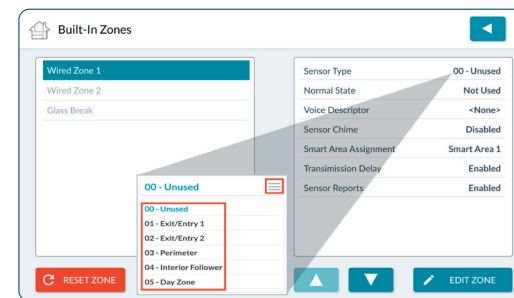 Built-In Zones
Wired Zone 1
Wired Zone 2
Glass Break
Sensor Type 00 - Unused
Normal State Not Used
Voice Descriptor <None>
Sensor Chime Disabled
Smart Area Assignment Smart Area 1
Transimission Delay Enabled
Sensor Reports Enabled
00 - Unused
00 - Unused
01 - Exit/Entry 1
02 - Exit/Entry 2
03 - Perimeter
04 - Interior Follower
05 - Day Zone
RESET ZONE
EDIT ZONE